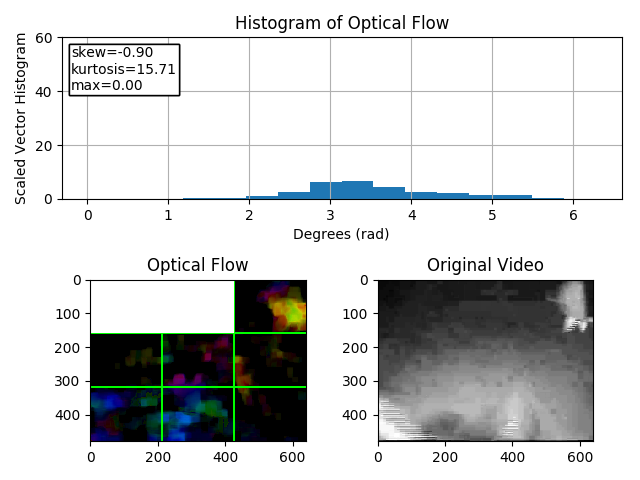 Histogram of Optical Flow
skew=-0.90
kurtosis=15.71
max=0.00
Scaled Vector Histogram
60
40
20
0
0 1 2 3 4 5 6
Degrees (rad)
Optical Flow
0
100
200
300
400
0 200 400 600
Original Video
0
100
200
300
400
0 200 400 600